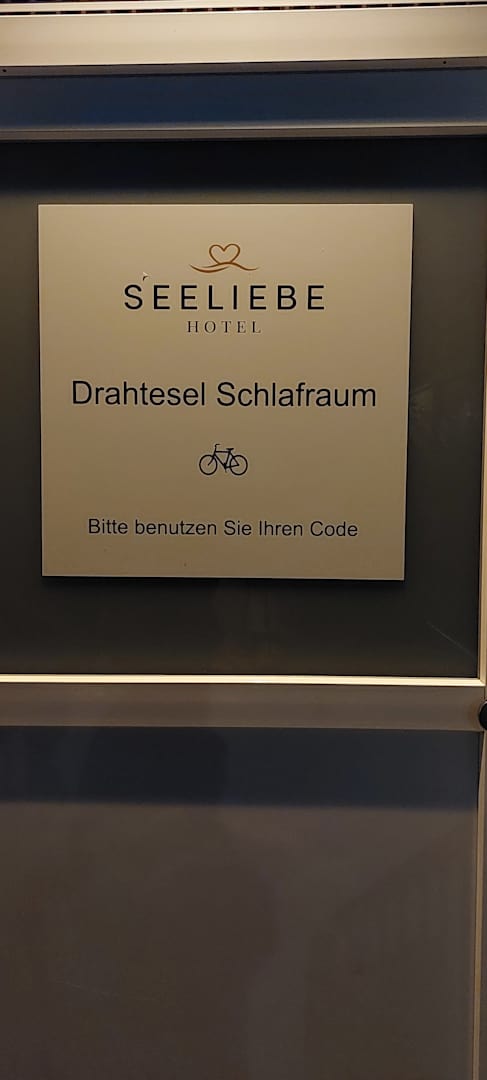 SEELIEBE
HOTEL
Drahtesel Schlafraum
Bitte benutzen Sie Ihren Code